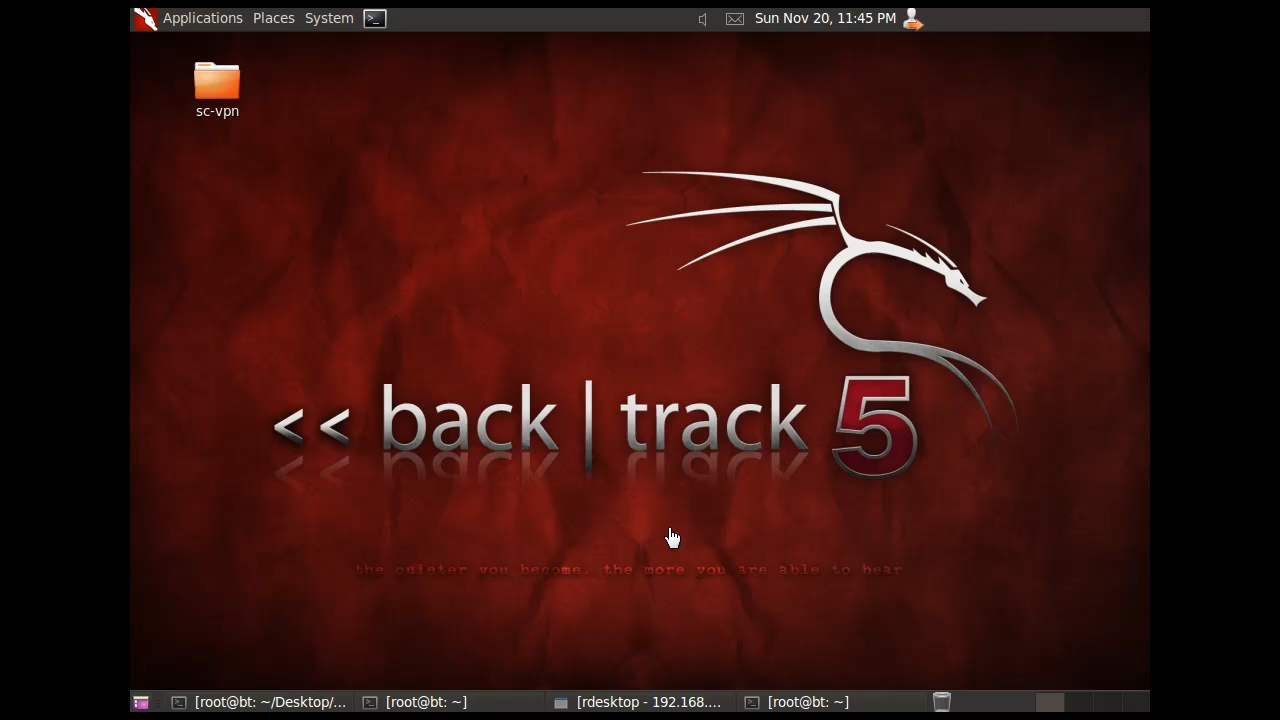 Applications Places System
Sun Nov 20, 11:45 PM
sc-vpn
<< back | track 5
the quieter you become, the more you are able to hear
[root@bt: ~/Desktop/... [root@bt: ~] [rdesktop - 192.168.... [root@bt: ~]